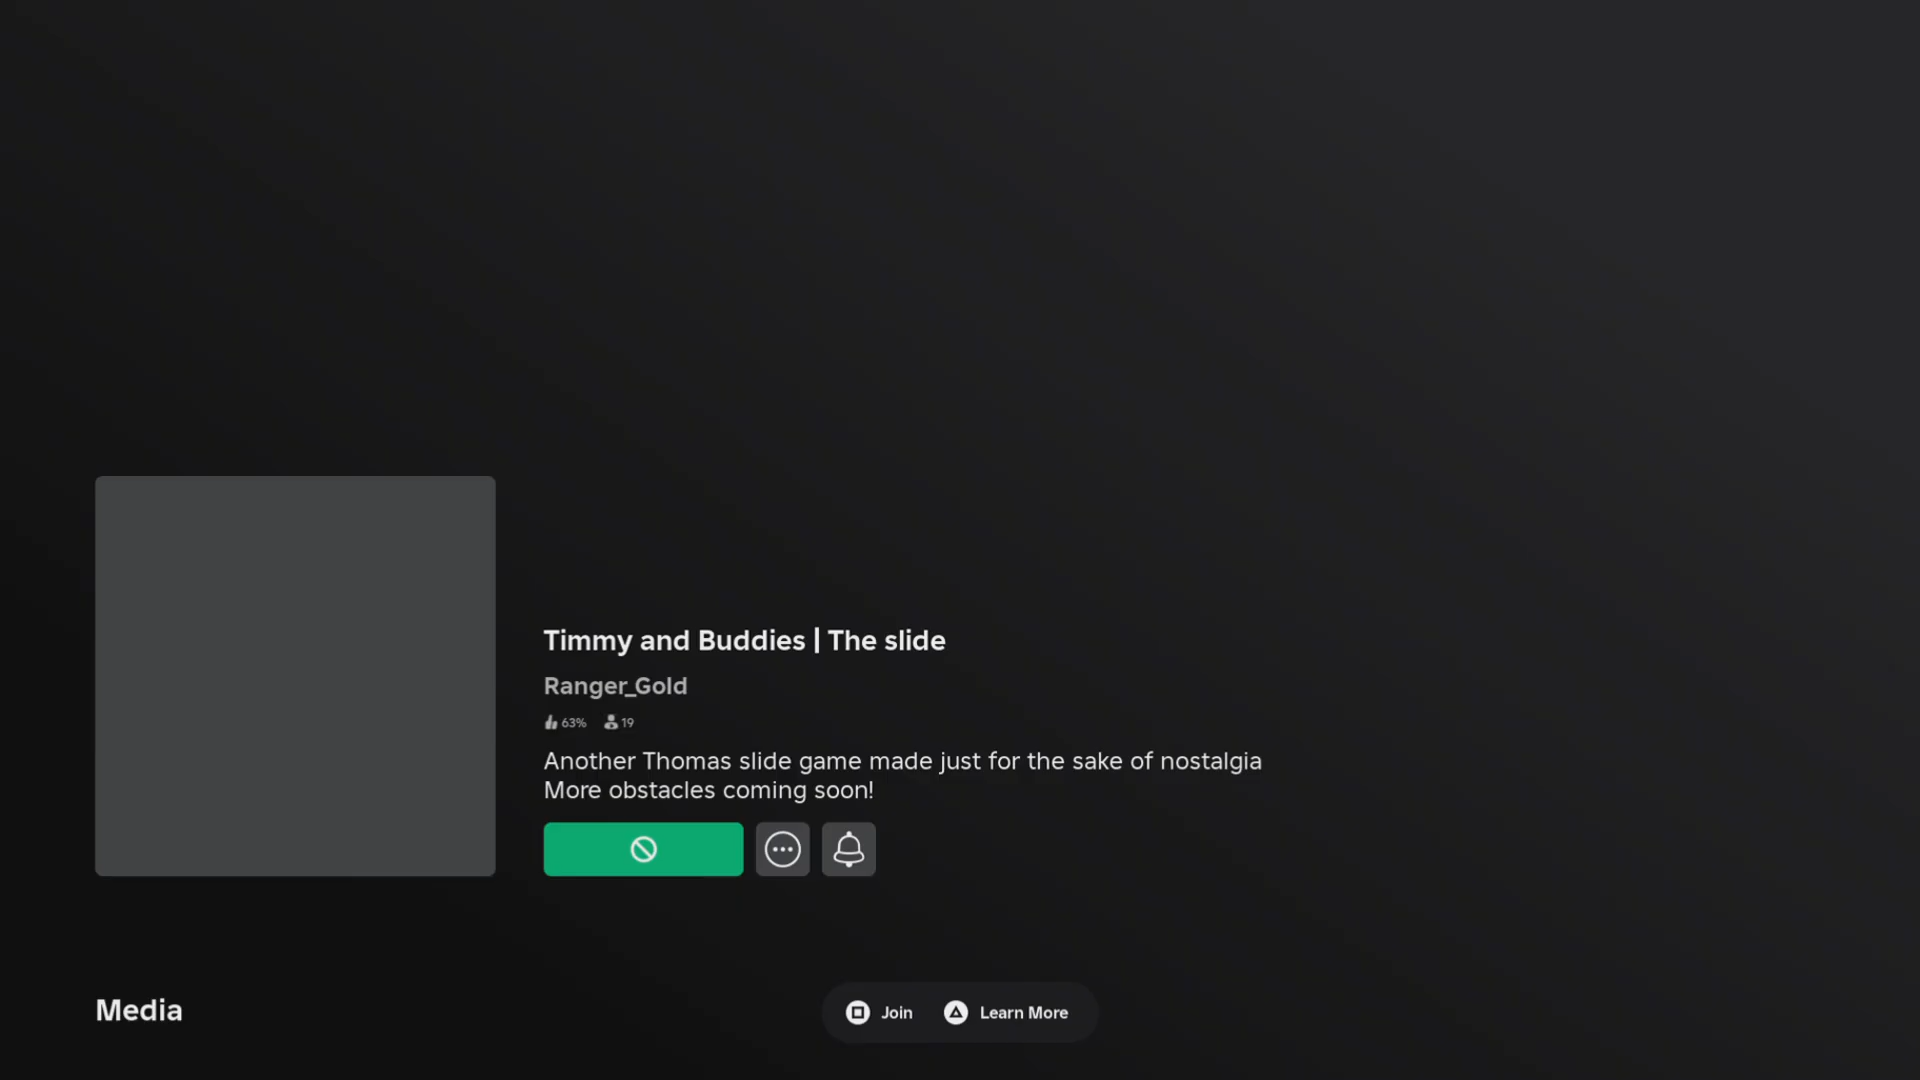 Timmy and Buddies | The slide
Ranger_Gold
63% 19
Another Thomas slide game made just for the sake of nostalgia
More obstacles coming soon!
Media
Join Learn More